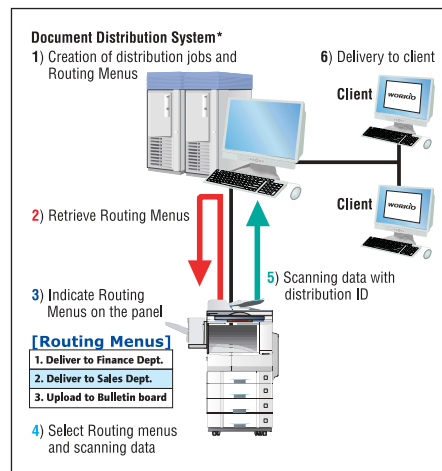 Document Distribution System*
1) Creation of distribution jobs and
Routing Menus
6) Delivery to client
Client
WORKIO
Client
WORKIO
2) Retrieve Routing Menus
5) Scanning data with
distribution ID
3) Indicate Routing
Menus on the panel
[Routing Menus]
1. Deliver to Finance Dept.
2. Deliver to Sales Dept.
3. Upload to Bulletin board
4) Select Routing menus
and scanning data